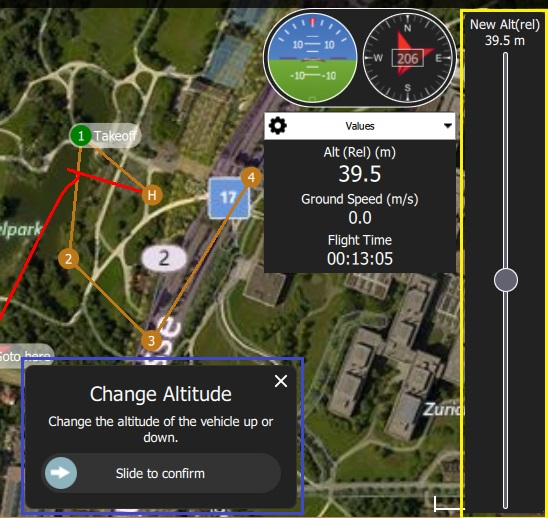 New Alt(rel)
39.5 m
N
W
206
E
S
10
10
-10
-10
Values
Alt (Rel) (m)
39.5
Ground Speed (m/s)
0.0
Flight Time
00:13:05
1 Takeoff
H
4
17
2
2
3
elpark
Goto here
Change Altitude
Change the altitude of the vehicle up or
down.
Slide to confirm